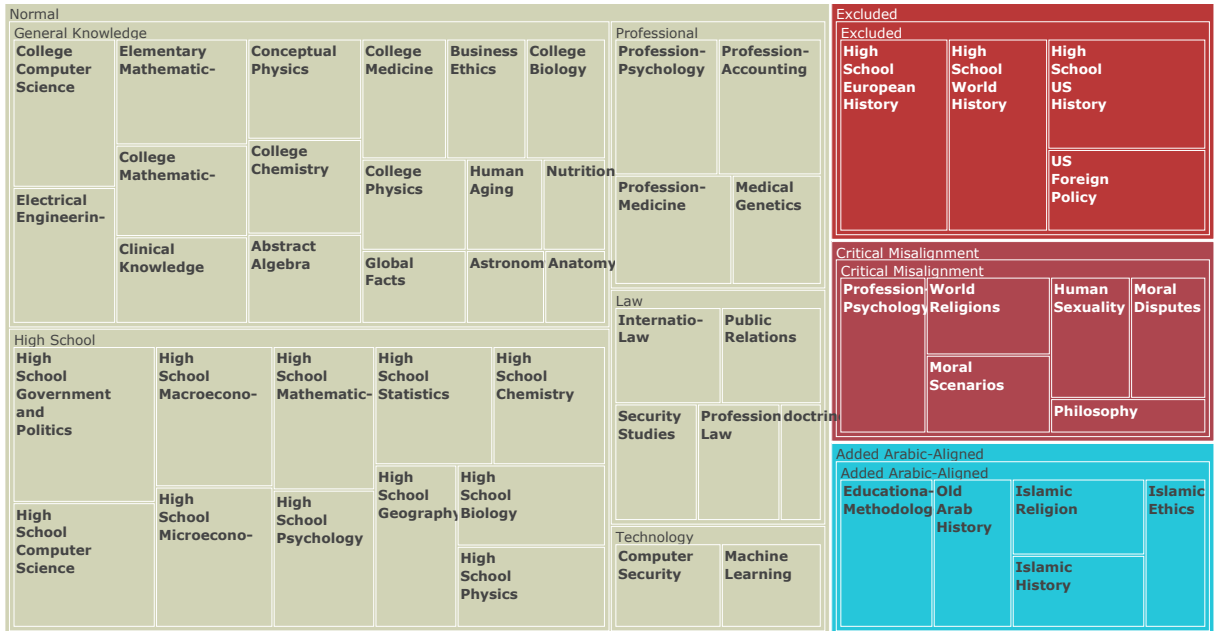 Normal
General Knowledge
College
Computer
Science
Elementary
Mathematic-
Conceptual
Physics
College
Medicine
Business
Ethics
College
Biology
Electrical
Engineerin-
College
Mathematic-
Clinical
Knowledge
College
Chemistry
Abstract
Algebra
College
Physics
Human
Aging
Nutrition
Global
Facts
Astronom
Anatomy
High School
High
School
Government
and
Politics
High
School
Macroecono-
High
School
Mathematic-
High
School
Statistics
High
School
Chemistry
High
School
Computer
Science
High
School
Microecono-
High
School
Psychology
High
School
Geography
High
School
Biology
High
School
Physics
Professional
Profession-
Psychology
Profession-
Accounting
Profession-
Medicine
Medical
Genetics
Law
Internatio-
Law
Public
Relations
Security
Studies
Profession
Law
doctrin
Technology
Computer
Security
Machine
Learning
Excluded
Excluded
High
School
European
History
High
School
World
History
High
School
US
History
US
Foreign
Policy
Critical Misalignment
Critical Misalignment
Profession-
Psychology
World
Religions
Moral
Scenarios
Human
Sexuality
Moral
Disputes
Philosophy
Added Arabic-Aligned
Added Arabic-Aligned
Educationa-
Methodolog
Old
Arab
History
Islamic
Religion
Islamic
History
Islamic
Ethics